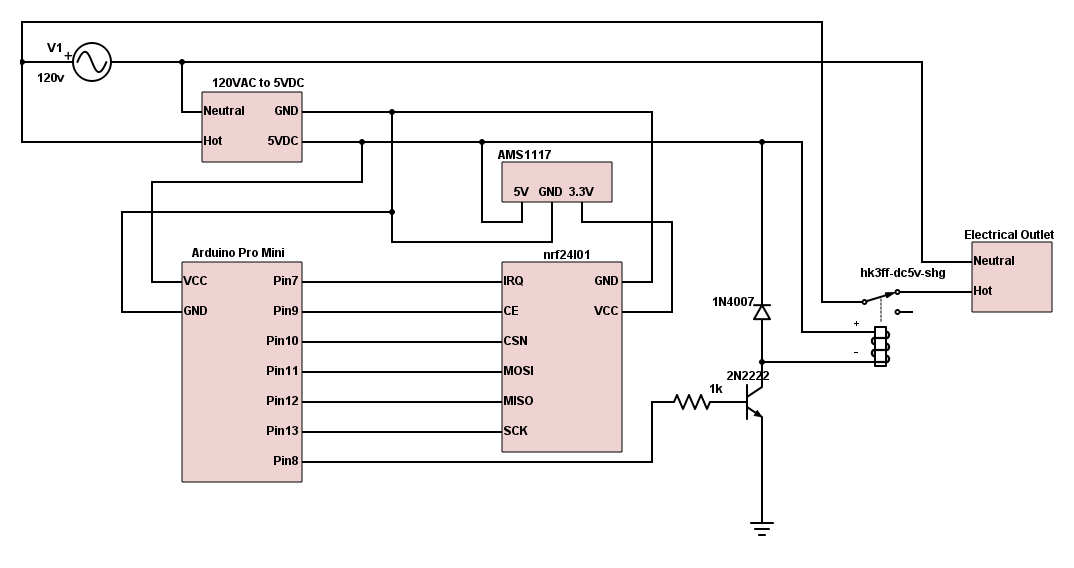 V1
+
120v
120VAC to 5VDC
Neutral GND
Hot 5VDC
AMS1117
5V GND 3.3V
Arduino Pro Mini
VCC
GND
Pin7
Pin9
Pin10
Pin11
Pin12
Pin13
Pin8
nrf24l01
IRQ
CE
CSN
MOSI
MISO
SCK
GND
VCC
1N4007
2N2222
1k
hk3ff-dc5v-shg
+
-
Electrical Outlet
Neutral
Hot